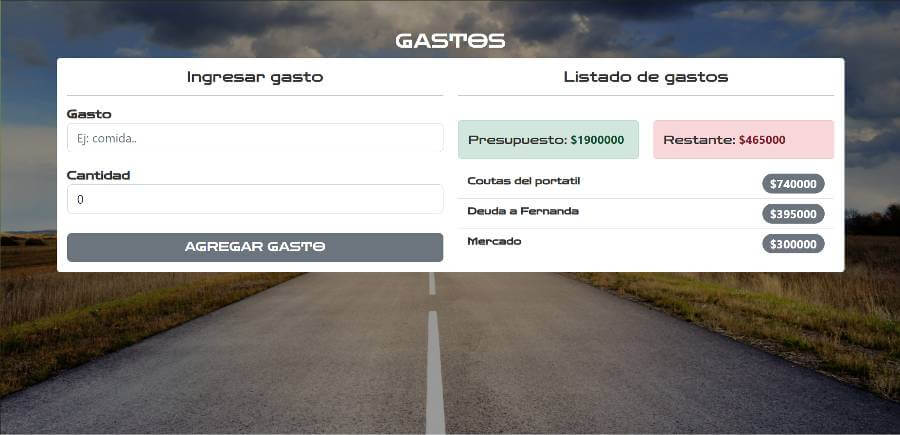 GASTOS
Ingresar gasto
Gasto
Ej: comida..
Cantidad
0
AGREGAR GASTO
Listado de gastos
Presupuesto: $1900000
Restante: $465000
Coutas del portatil $740000
Deuda a Fernanda $395000
Mercado $300000